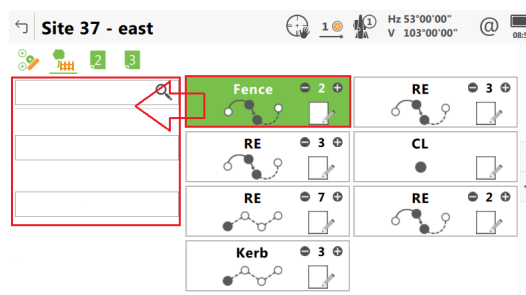 Site 37 - east
1
1
Hz 53°00'00"
V 103°00'00"
@
2
3
Fence 2
RE 3
RE 3
CL
RE 7
RE 2
Kerb 3